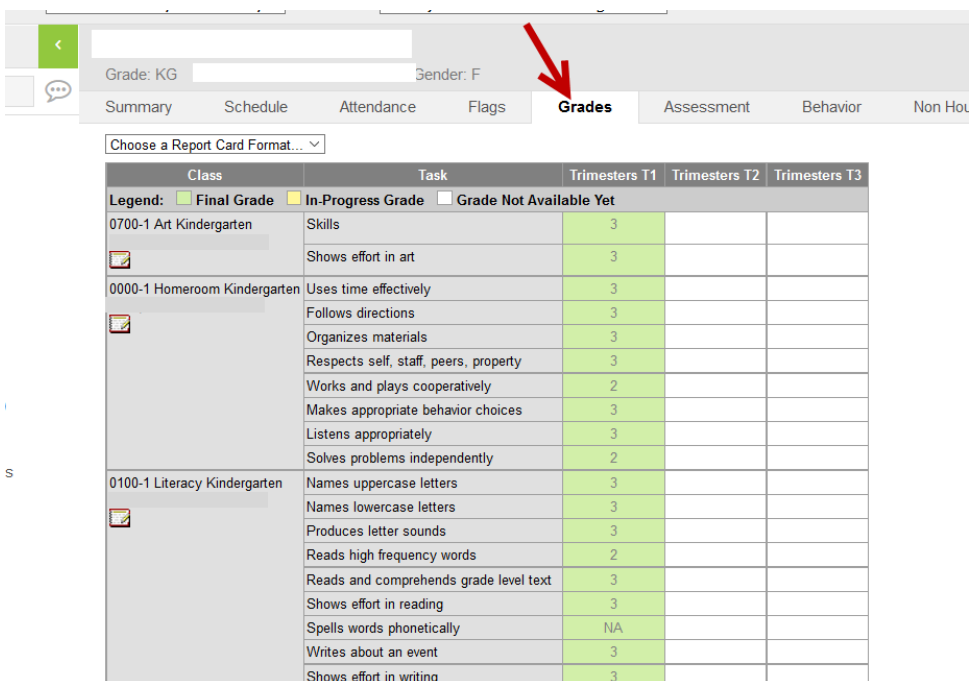 Grade: KG Gender: F
Summary Schedule Attendance Flags Grades Assessment Behavior Non Hou
Choose a Report Card Format...
Class Task Trimesters T1 Trimesters T2 Trimesters T3
Legend: Final Grade In-Progress Grade Grade Not Available Yet
0700-1 Art Kindergarten Skills 3
Shows effort in art 3
0000-1 Homeroom Kindergarten Uses time effectively 3
Follows directions 3
Organizes materials 3
Respects self, staff, peers, property 3
Works and plays cooperatively 2
Makes appropriate behavior choices 3
Listens appropriately 3
Solves problems independently 2
s
0100-1 Literacy Kindergarten Names uppercase letters 3
Names lowercase letters 3
Produces letter sounds 3
Reads high frequency words 2
Reads and comprehends grade level text 3
Shows effort in reading 3
Spells words phonetically NA
Writes about an event 3
Shows effort in writing 3